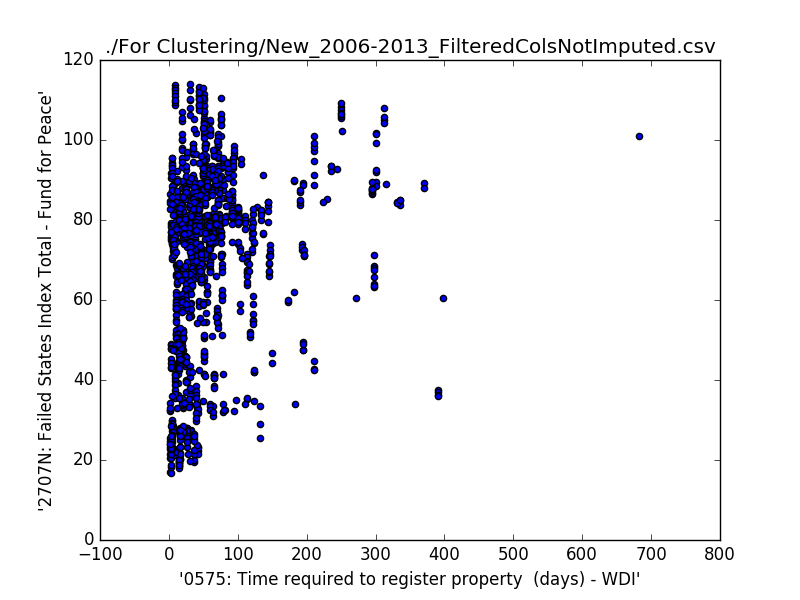 ./For Clustering/New_2006-2013_FilteredColsNotImputed.csv
120
100
80
60
40
20
0
'2707N: Failed States Index Total - Fund for Peace'
−100 0 100 200 300 400 500 600 700 800
'0575: Time required to register property  (days) - WDI'